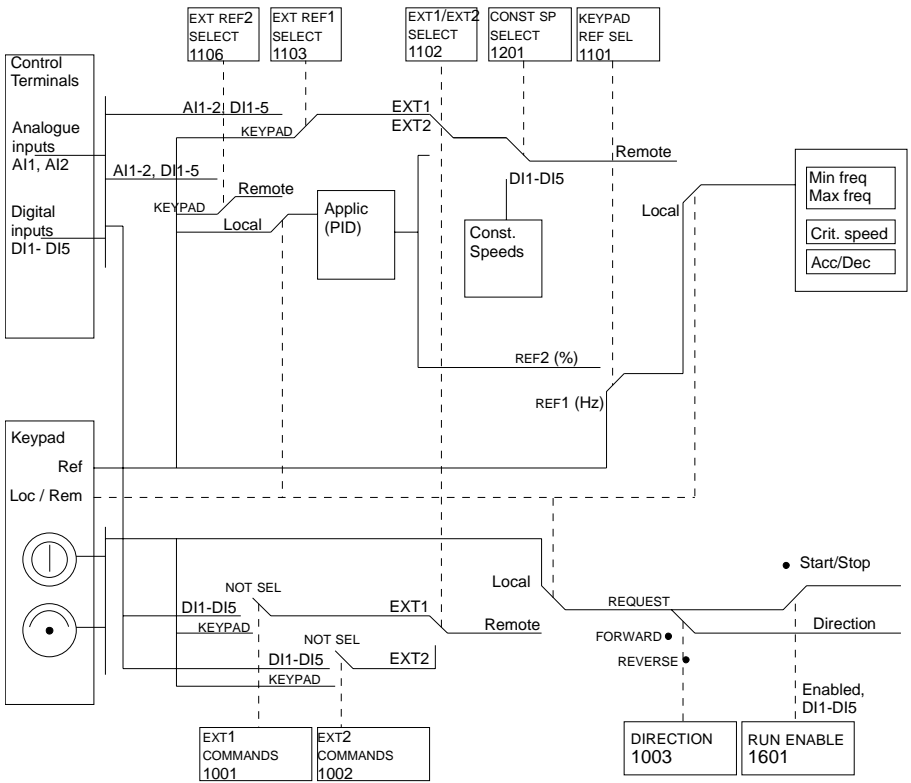 EXT REF2
SELECT
1106
EXT REF1
SELECT
1103
EXT1/EXT2
SELECT
1102
CONST SP
SELECT
1201
KEYPAD
REF SEL
1101
Control
Terminals
Analogue
inputs
AI1, AI2
Digital
inputs
DI1- DI5
AI1-2, DI1-5
KEYPAD
EXT1
EXT2
Remote
AI1-2, DI1-5
KEYPAD
Remote
Local
Applic
(PID)
DI1-DI5
Const.
Speeds
Local
Min freq
Max freq
Crit. speed
Acc/Dec
REF2 (%)
REF1 (Hz)
Keypad
Ref
Loc / Rem
NOT SEL
DI1-DI5
KEYPAD
EXT1
NOT SEL
DI1-DI5
KEYPAD
EXT2
Remote
Local
REQUEST
Start/Stop
Direction
FORWARD
REVERSE
Enabled,
DI1-DI5
EXT1
COMMANDS
1001
EXT2
COMMANDS
1002
DIRECTION
1003
RUN ENABLE
1601